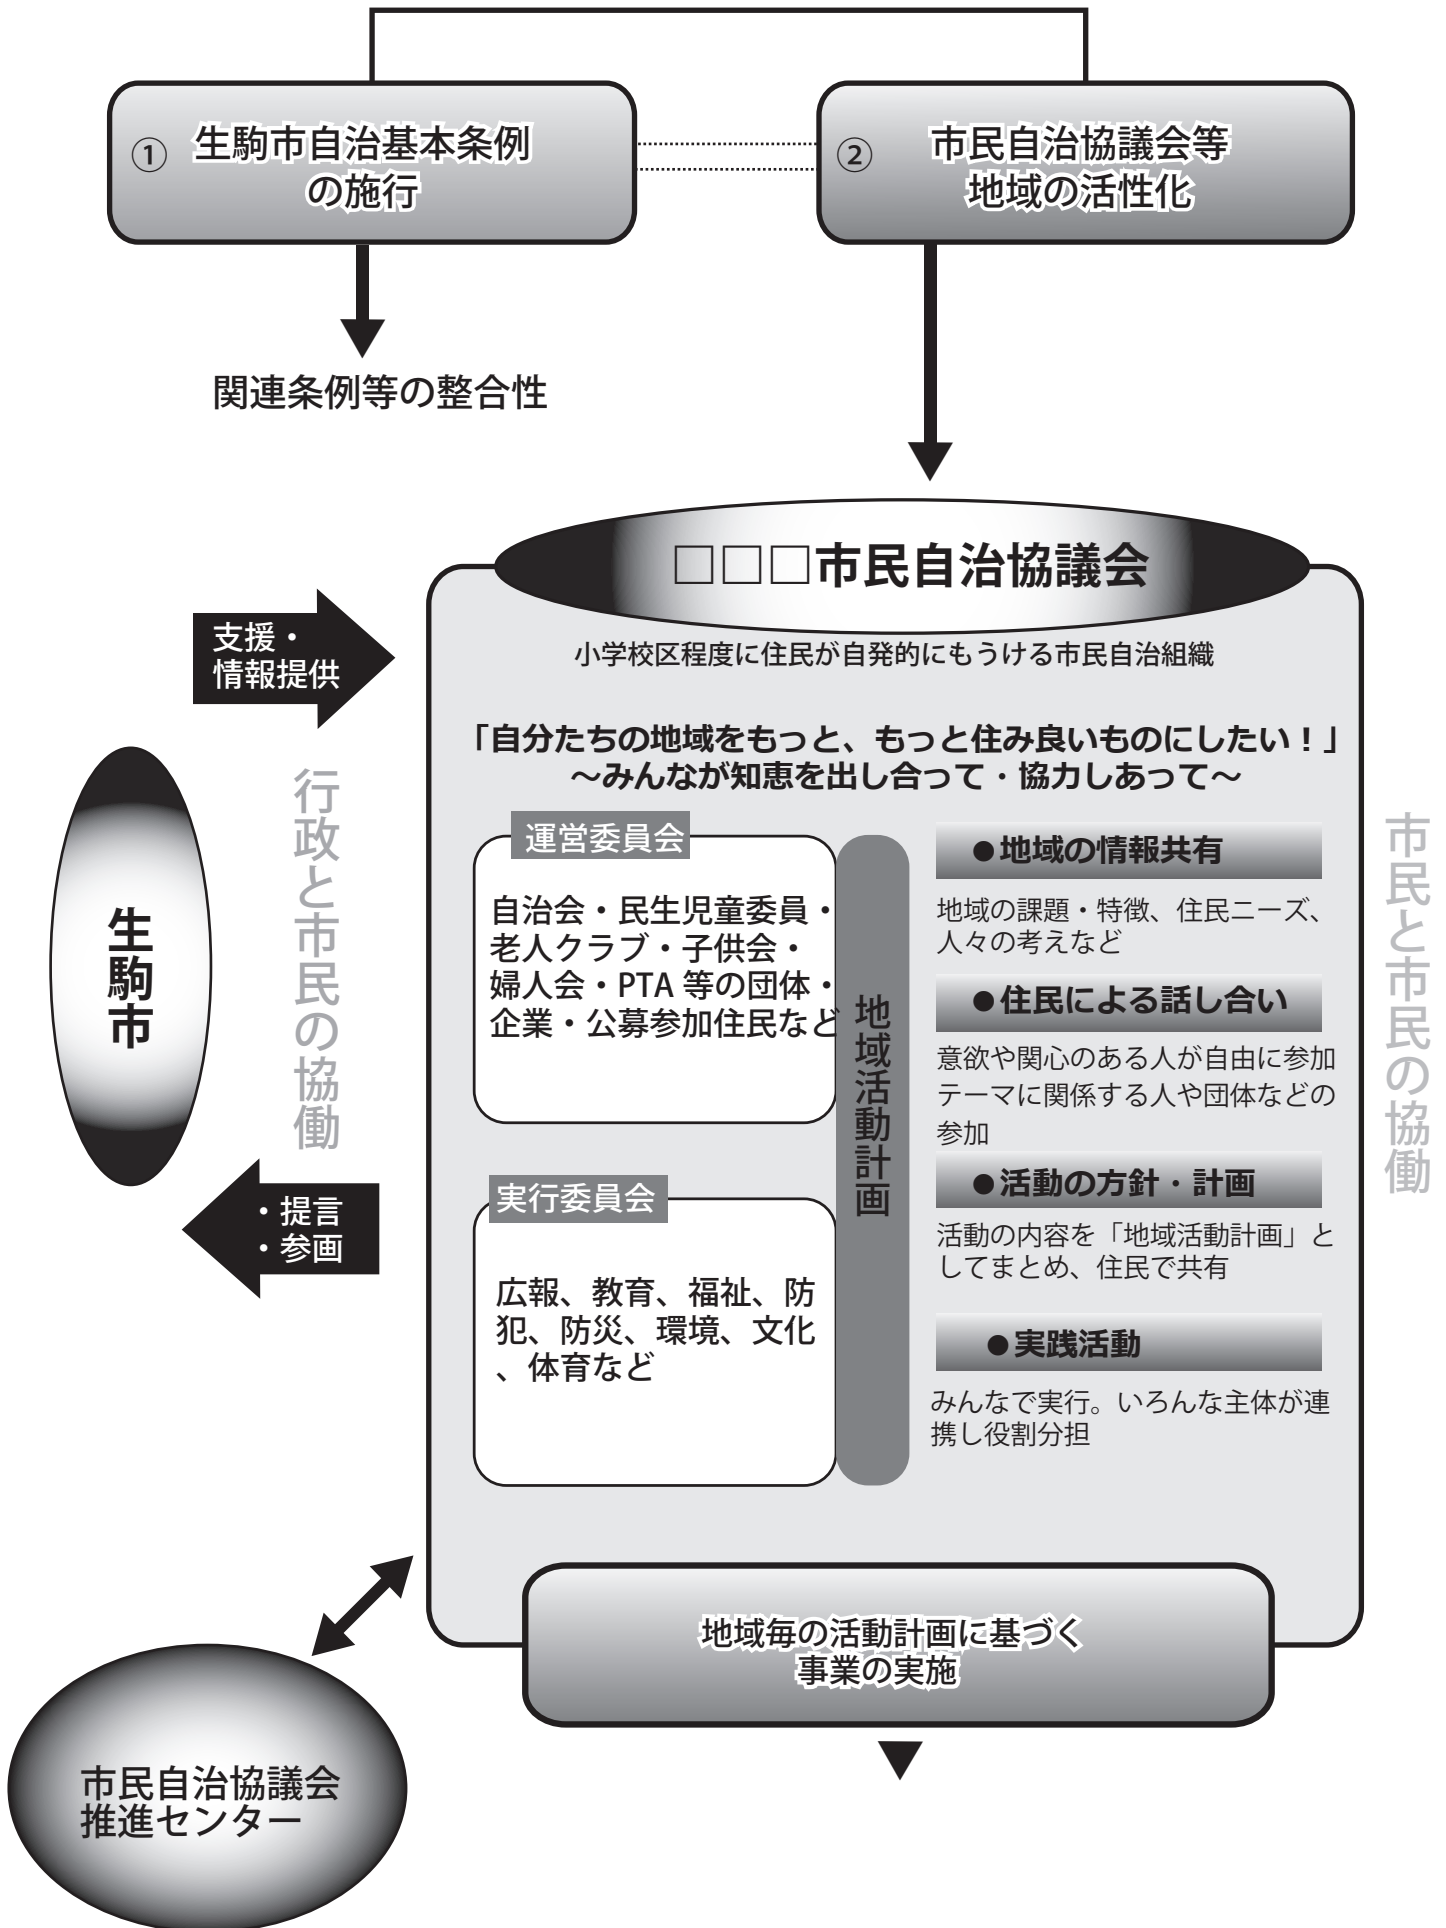 ① 生駒市自治基本条例
の施行
② 市民自治協議会等
地域の活性化
関連条例等の整合性
□□□市民自治協議会
小学校区程度に住民が自発的にもうける市民自治組織
「自分たちの地域をもっと、もっと住み良いものにしたい！」
～みんなが知恵を出し合って・協力しあって～
支援・
情報提供
生駒市
行政と市民の協働
・提言
・参画
運営委員会
自治会・民生児童委員・
老人クラブ・子供会・
婦人会・PTA 等の団体・
企業・公募参加住民など
実行委員会
広報、教育、福祉、防
犯、防災、環境、文化
、体育など
地域活動計画
●地域の情報共有
地域の課題・特徴、住民ニーズ、
人々の考えなど
●住民による話し合い
意欲や関心のある人が自由に参加
テーマに関係する人や団体などの
参加
●活動の方針・計画
活動の内容を「地域活動計画」と
してまとめ、住民で共有
●実践活動
みんなで実行。いろんな主体が連
携し役割分担
市民と市民の協働
地域毎の活動計画に基づく
事業の実施
市民自治協議会
推進センター